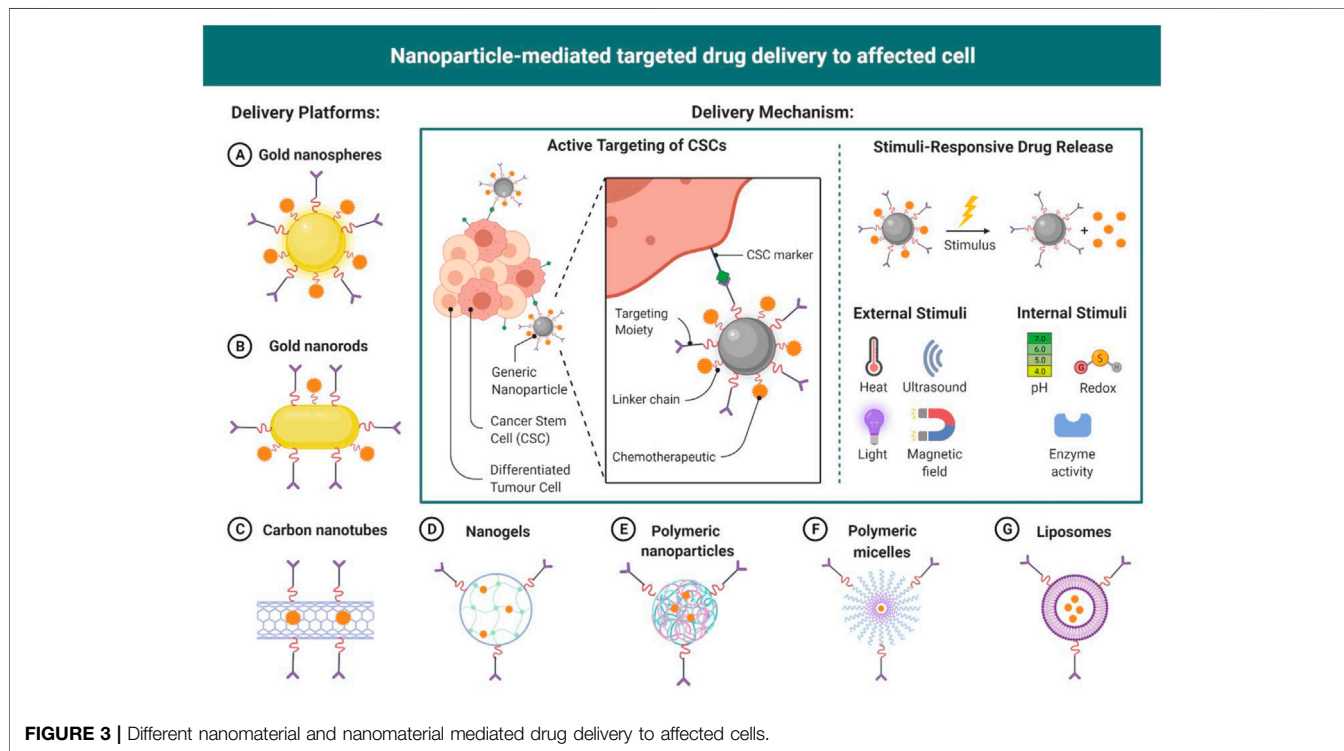 Nanoparticle-mediated targeted drug delivery to affected cell
Delivery Platforms:
Delivery Mechanism:
A Gold nanospheres
B Gold nanorods
Active Targeting of CSCs
Generic
Nanoparticle
Cancer Stem
Cell (CSC)
Differentiated
Tumour Cell
CSC marker
Targeting
Moiety
Linker chain
Chemotherapeutic
Stimuli-Responsive Drug Release
Stimulus
+
External Stimuli
Heat
Ultrasound
Light
Magnetic
field
Internal Stimuli
7.0
6.0
5.0
4.0
pH
G S H
Redox
Enzyme
activity
C Carbon nanotubes
D Nanogels
E Polymeric
nanoparticles
F Polymeric
micelles
G Liposomes
FIGURE 3 | Different nanomaterial and nanomaterial mediated drug delivery to affected cells.